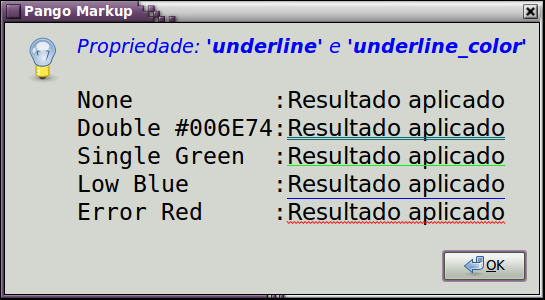 Pango Markup
Propriedade: 'underline' e 'underline_color'
None :Resultado aplicado
Double #006E74:Resultado aplicado
Single Green :Resultado aplicado
Low Blue :Resultado aplicado
Error Red :Resultado aplicado
OK